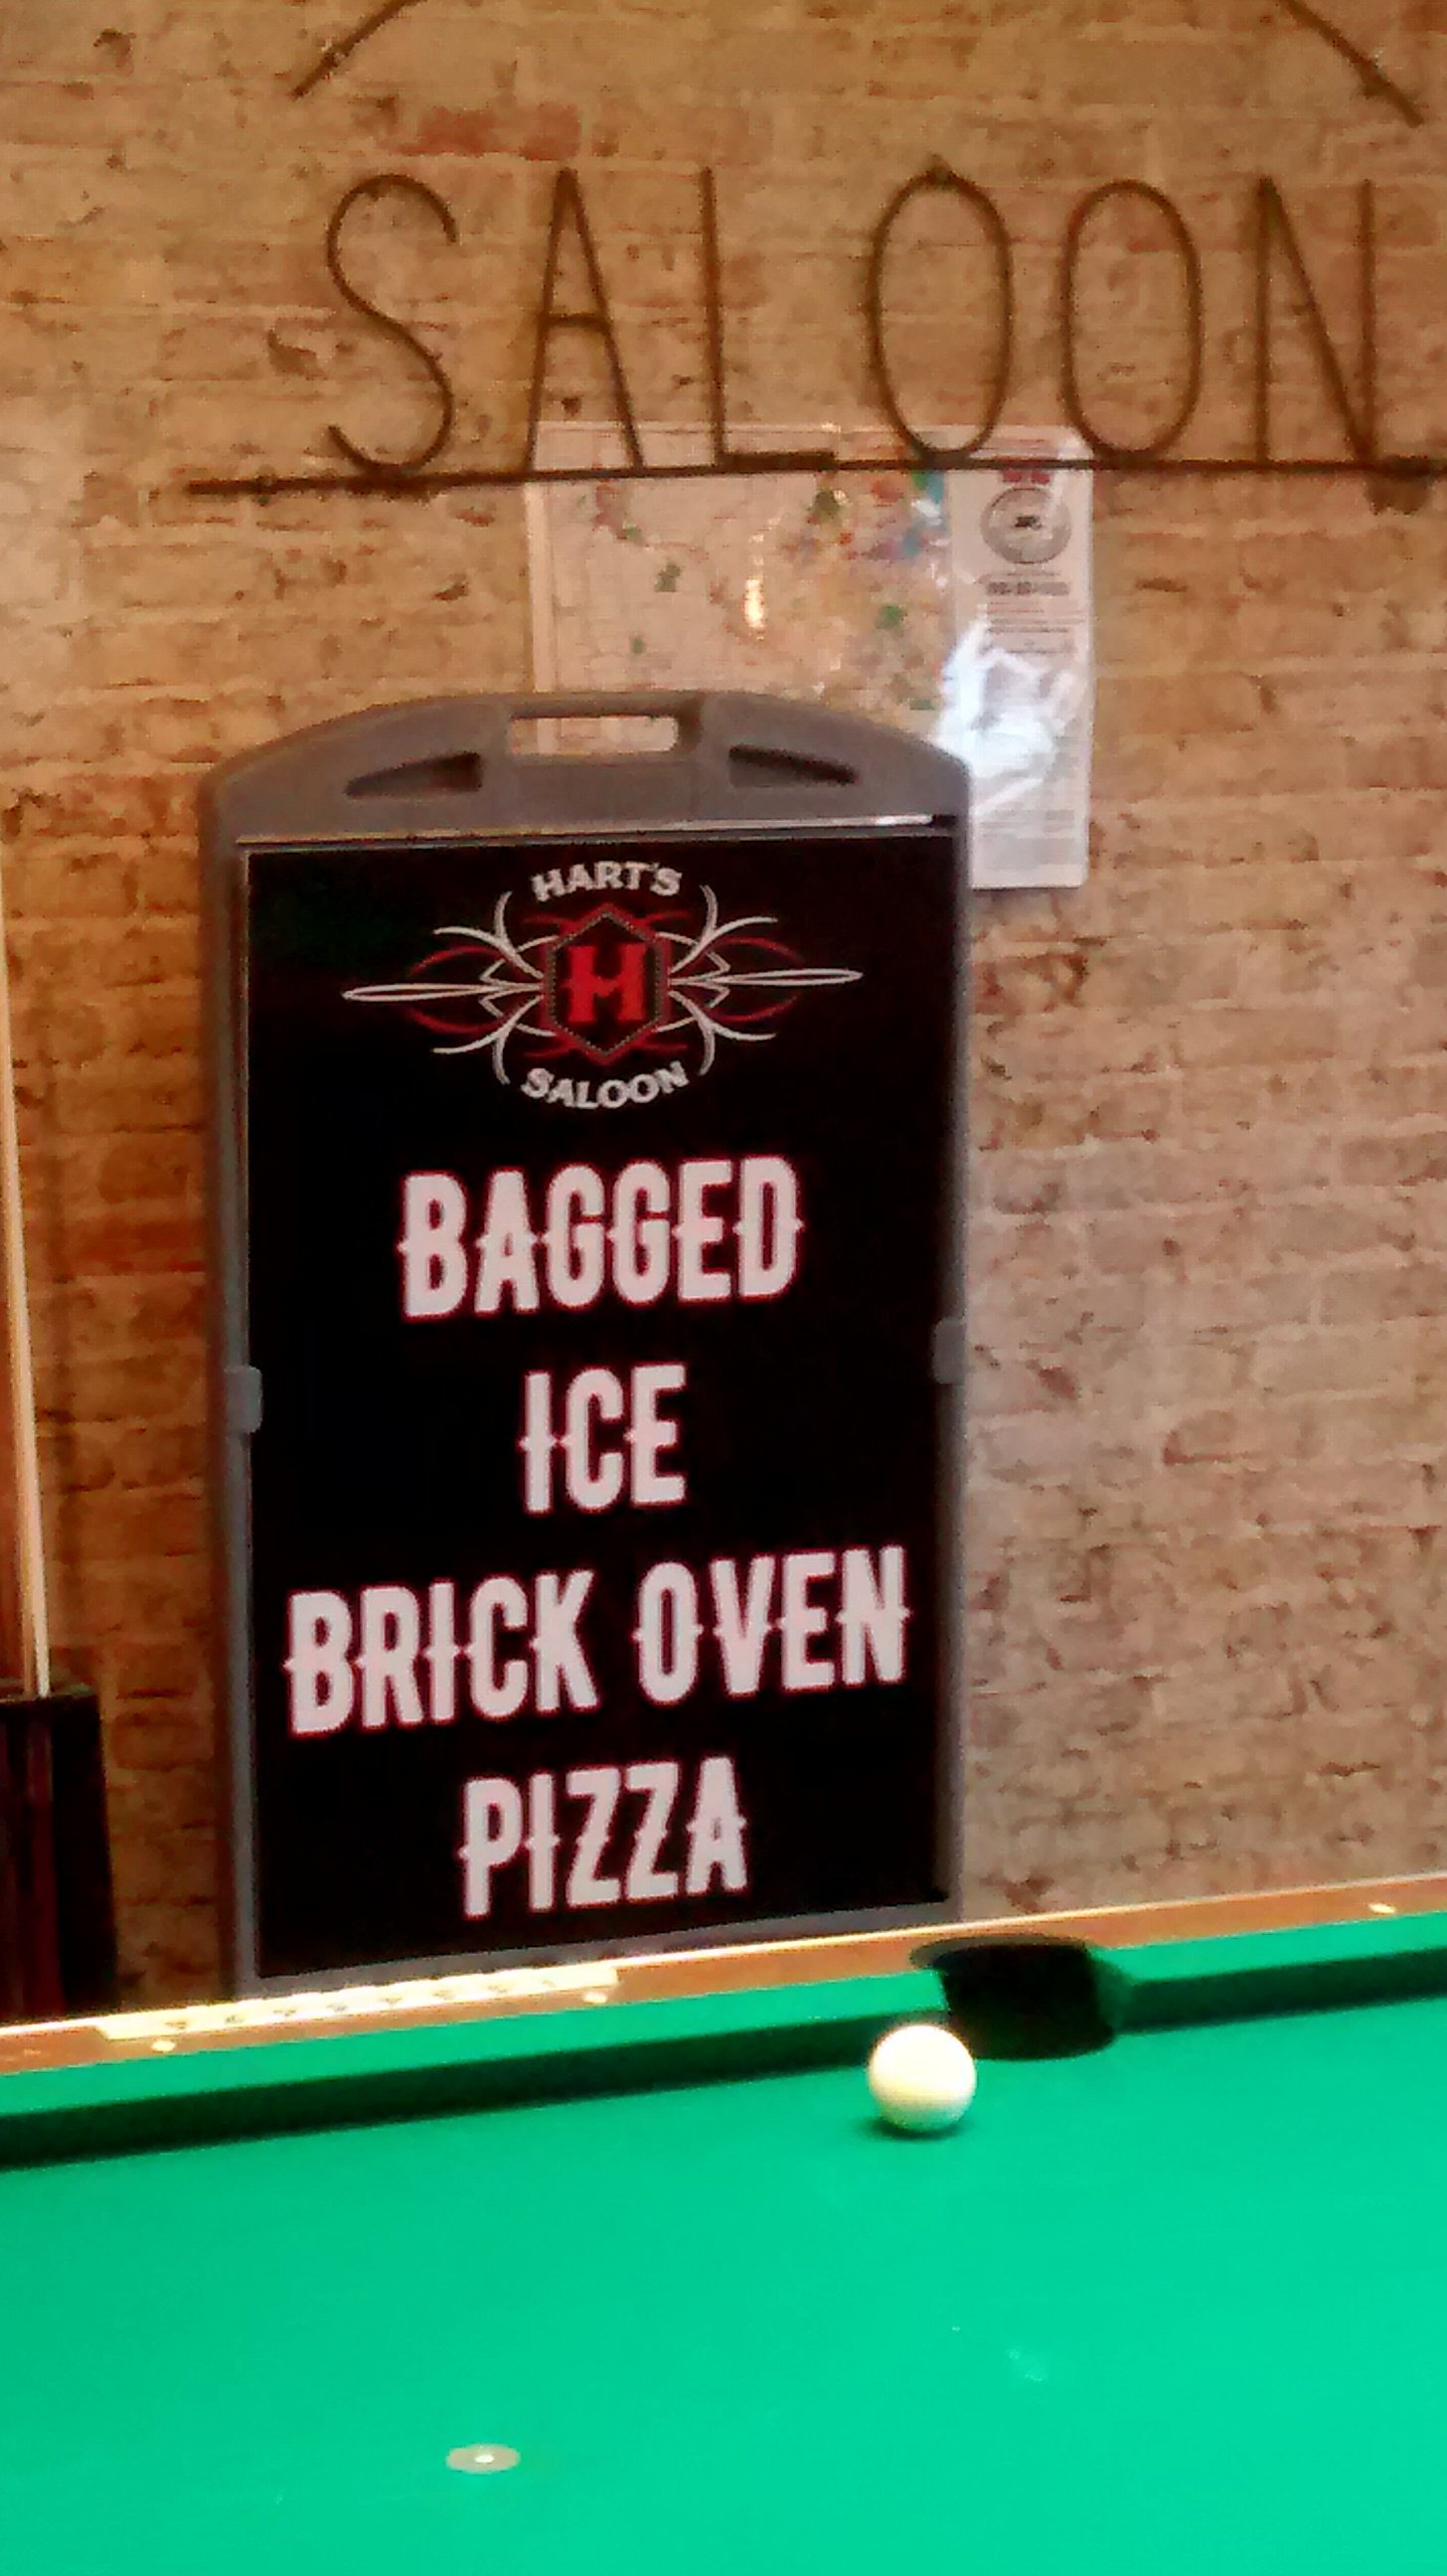 SALOON
HART'S
H
SALOON
BAGGED
ICE
BRICK OVEN
PIZZA